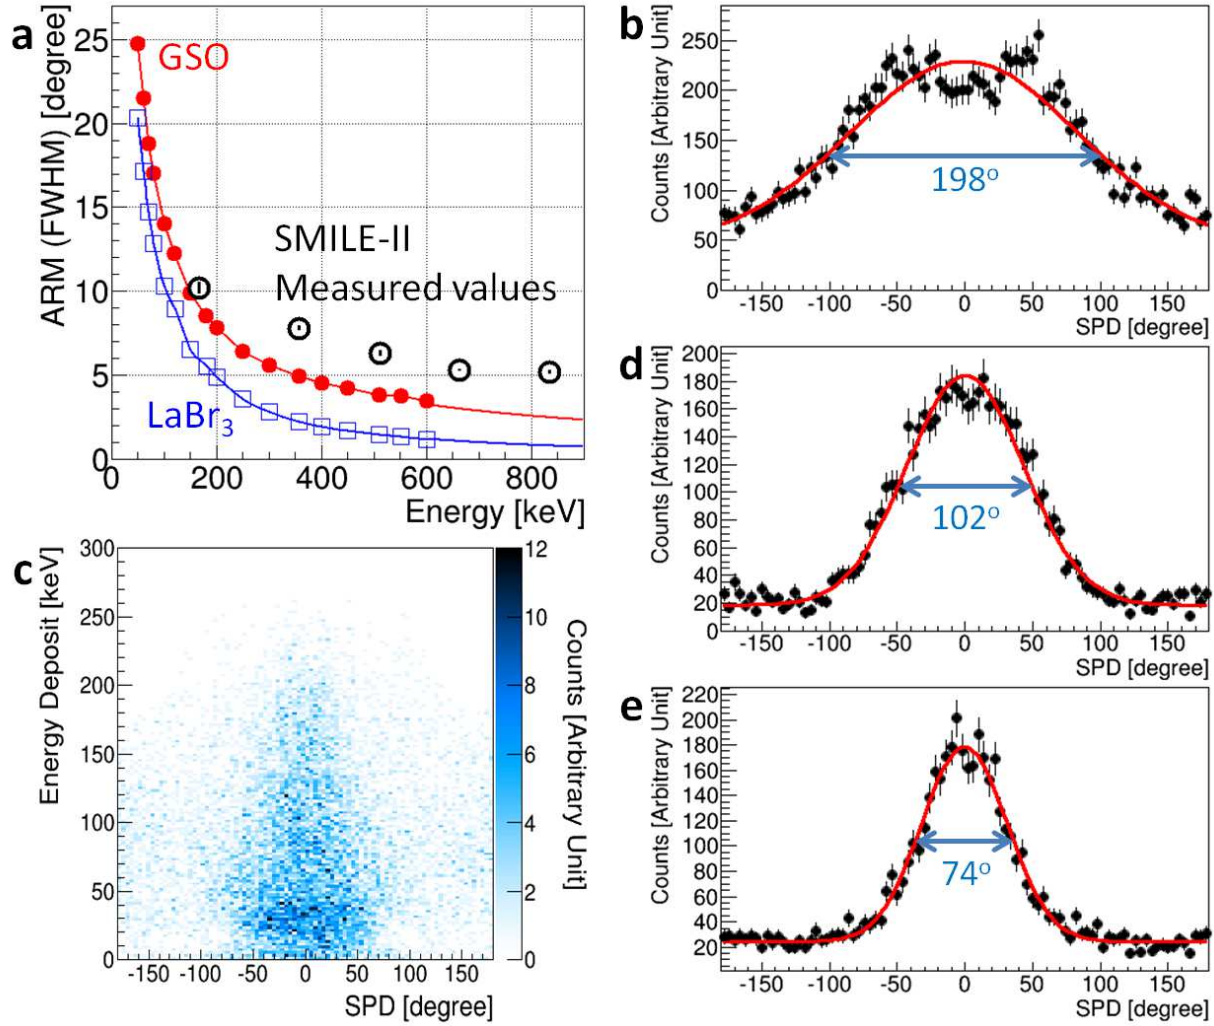 a
ARM (FWHM) [degree]
25
20
15
10
5
0
GSO
SMILE-II
Measured values
LaBr3
0 200 400 600 800
Energy [keV]
b
Counts [Arbitrary Unit]
250
200
150
100
50
0
198o
-150 -100 -50 0 50 100 150
SPD [degree]
c
Energy Deposit [keV]
300
250
200
150
100
50
0
-150 -100 -50 0 50 100 150
SPD [degree]
12
10
8
6
4
2
0
Counts [Arbitrary Unit]
d
Counts [Arbitrary Unit]
200
180
160
140
120
100
80
60
40
20
0
102o
-150 -100 -50 0 50 100 150
SPD [degree]
e
Counts [Arbitrary Unit]
220
200
180
160
140
120
100
80
60
40
20
74o
-150 -100 -50 0 50 100 150
SPD [degree]